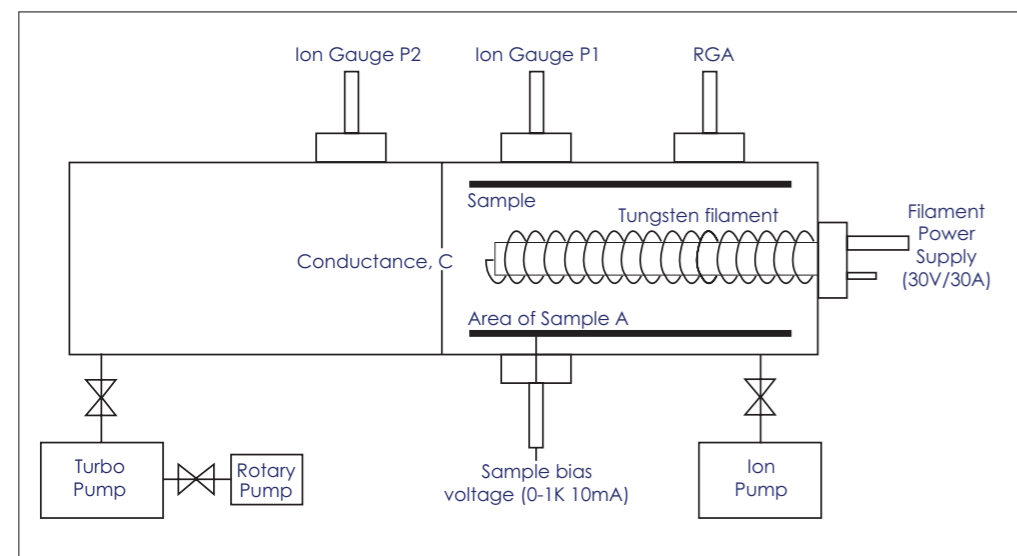 Ion Gauge P2
Ion Gauge P1
RGA
Sample
Tungsten filament
Filament
Power
Supply
(30V/30A)
Conductance, C
Area of Sample A
Turbo
Pump
Rotary
Pump
Sample bias
voltage (0-1K 10mA)
Ion
Pump